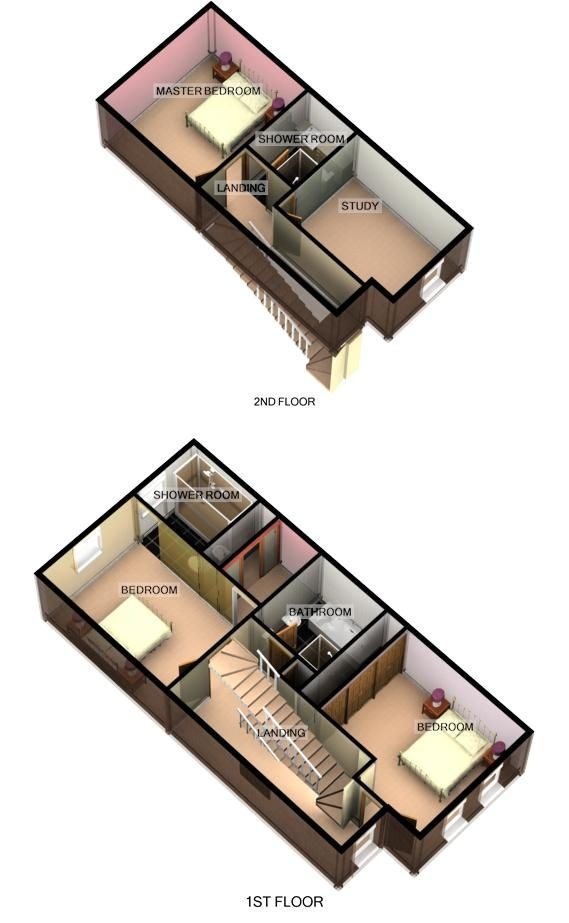 MASTER BEDROOM
SHOWER ROOM
LANDING
STUDY
2ND FLOOR
SHOWER ROOM
BEDROOM
BATHROOM
BEDROOM
LANDING
1ST FLOOR